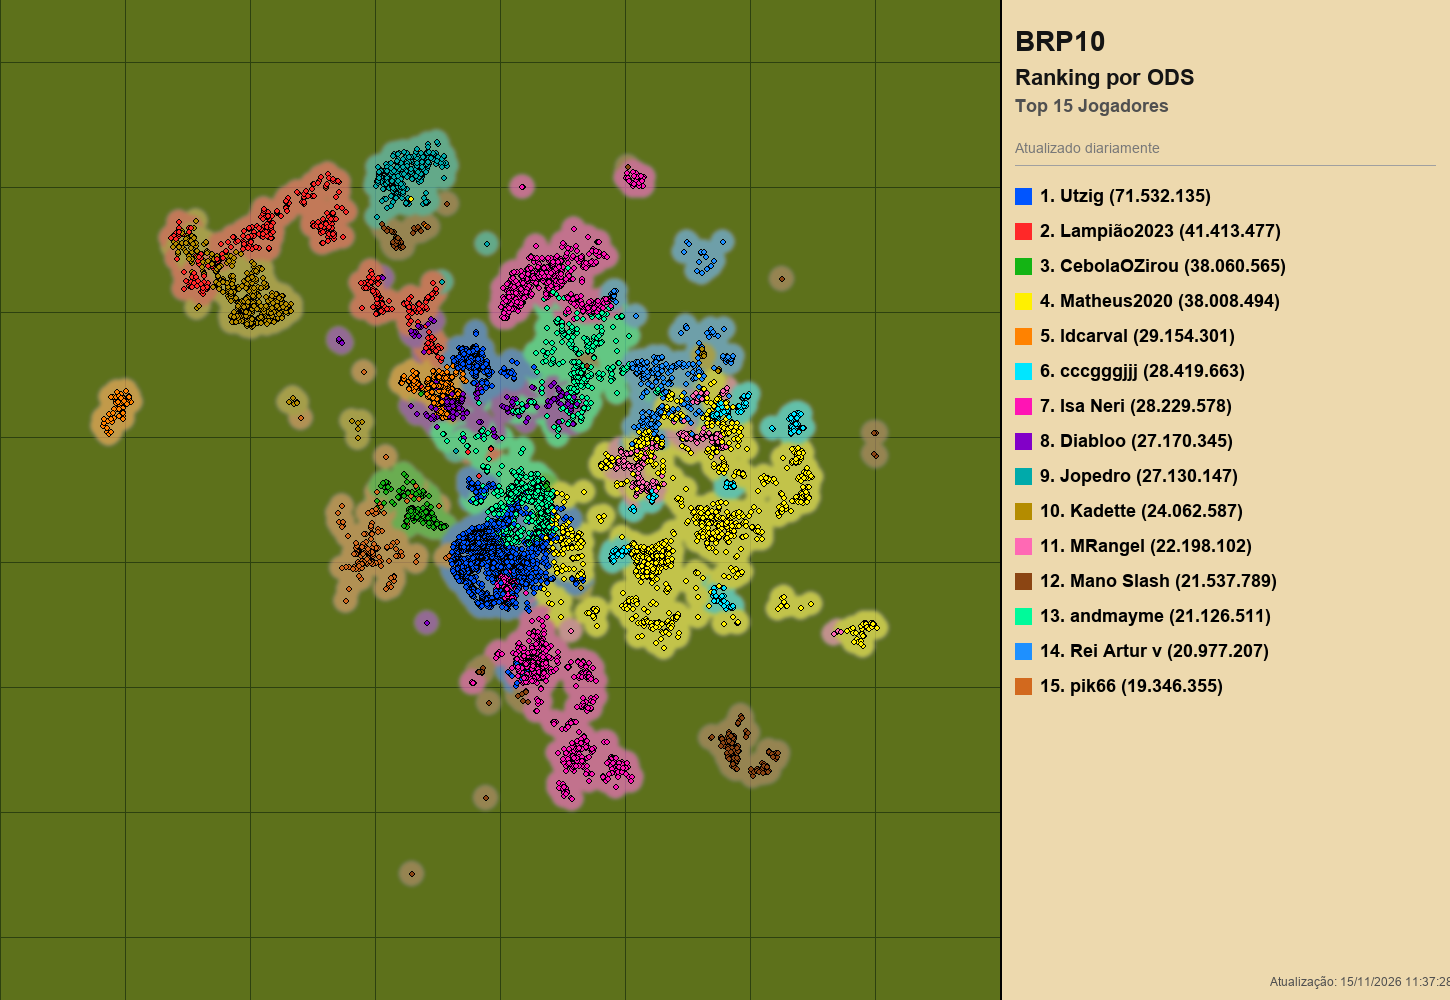 BRP10
Ranking por ODS
Top 15 Jogadores
Atualizado diariamente
1. Utzig (71.532.135)
2. Lampião2023 (41.413.477)
3. CebolaOZirou (38.060.565)
4. Matheus2020 (38.008.494)
5. ldcarval (29.154.301)
6. cccgggjjj (28.419.663)
7. Isa Neri (28.229.578)
8. Diabloo (27.170.345)
9. Jopedro (27.130.147)
10. Kadette (24.062.587)
11. MRangel (22.198.102)
12. Mano Slash (21.537.789)
13. andmayme (21.126.511)
14. Rei Artur v (20.977.207)
15. pik66 (19.346.355)
Atualização: 15/11/2026 11:37:28